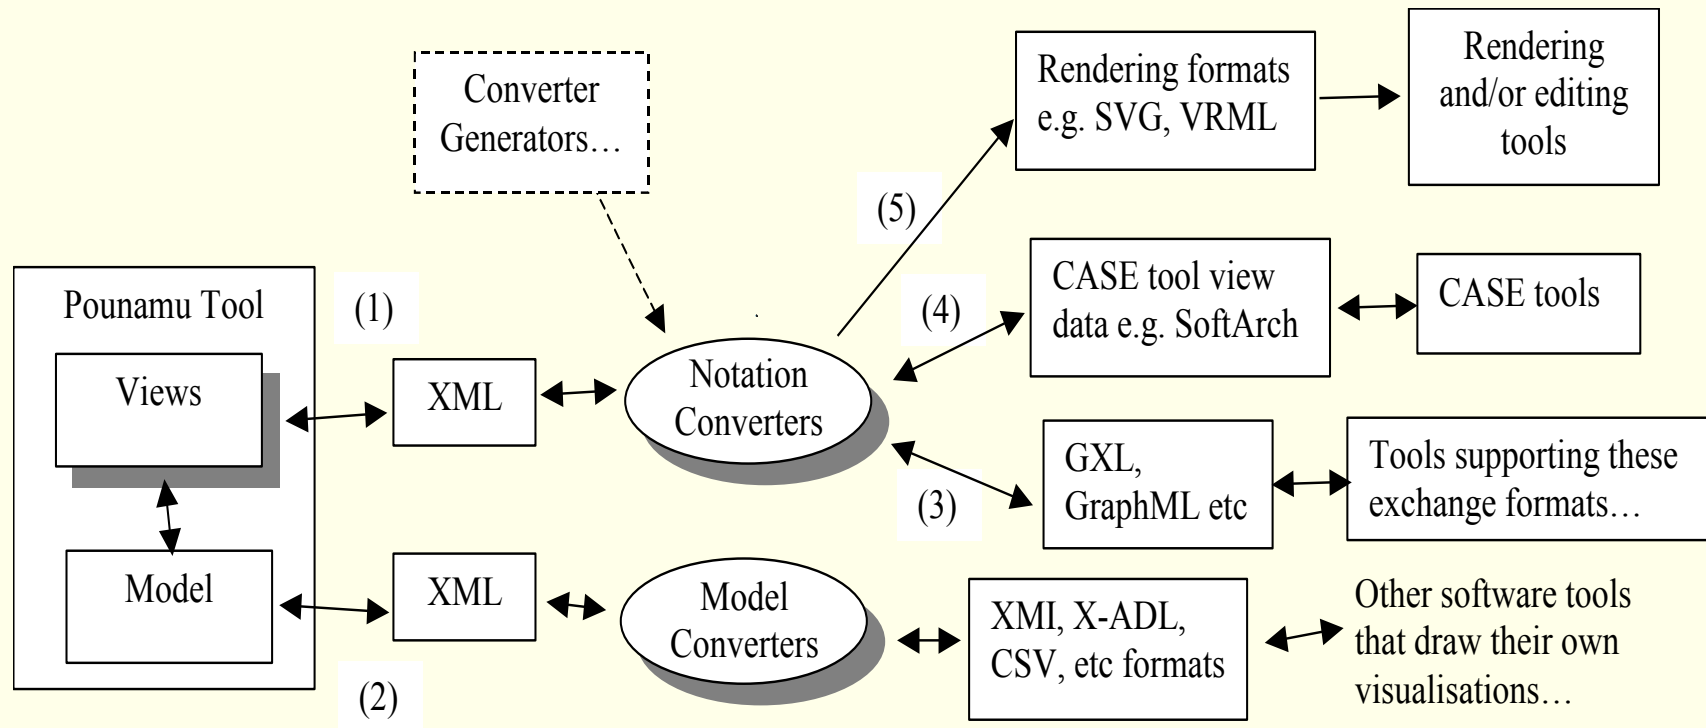 Converter
Generators…
Rendering formats
e.g. SVG, VRML
Rendering
and/or editing
tools
(5)
Pounamu Tool
(1)
(4)
CASE tool view
data e.g. SoftArch
CASE tools
Views
XML
Notation
Converters
GXL,
GraphML etc
Tools supporting these
exchange formats…
(3)
Model
XML
Model
Converters
XMI, X-ADL,
CSV, etc formats
Other software tools
that draw their own
visualisations…
(2)